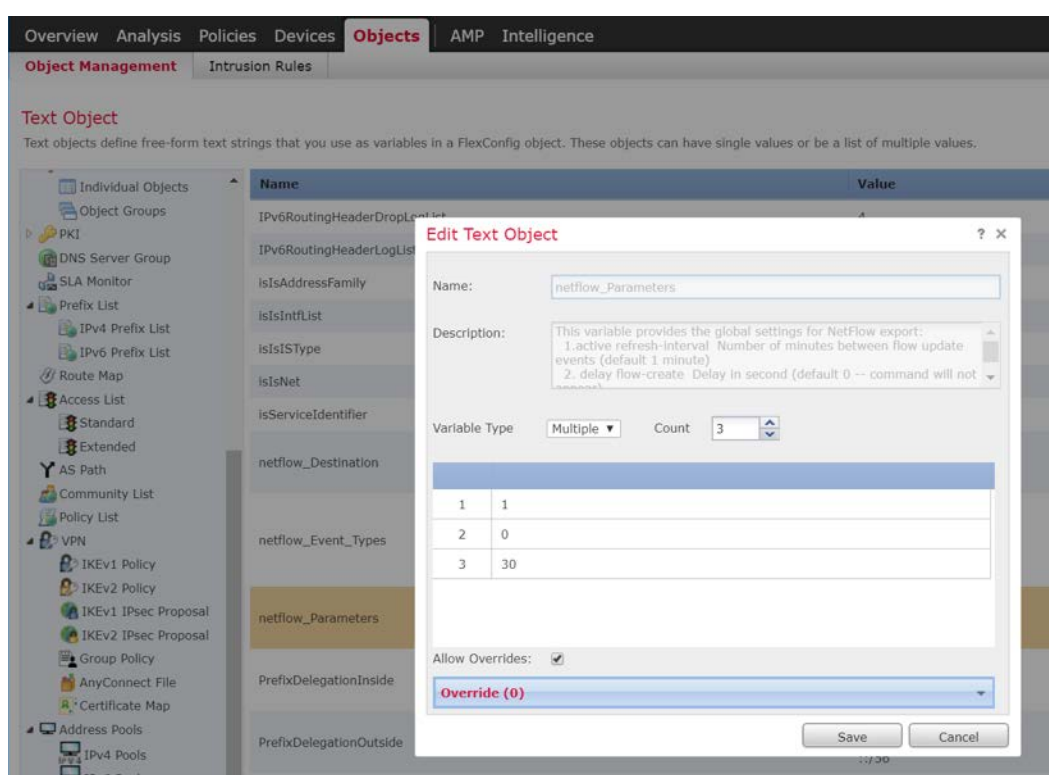 Overview Analysis Policies Devices Objects AMP Intelligence
Object Management Intrusion Rules
Text Object
Text objects define free-form text strings that you use as variables in a FlexConfig object. These objects can have single values or be a list of multiple values.
Individual Objects
Object Groups
PKI
DNS Server Group
SLA Monitor
Prefix List
IPv4 Prefix List
IPv6 Prefix List
Route Map
Access List
Standard
Extended
AS Path
Community List
Policy List
VPN
IKEv1 Policy
IKEv2 Policy
IKEv1 IPsec Proposal
IKEv2 IPsec Proposal
Group Policy
AnyConnect File
Certificate Map
Address Pools
IPv4 Pools
Name Value
IPv6RoutingHeaderDropLogList
IPv6RoutingHeaderLogList
isIsAddressFamily
isIsIntfList
isIsISType
isIsNet
isServiceIdentifier
netflow_Destination
netflow_Event_Types
netflow_Parameters
PrefixDelegationInside
PrefixDelegationOutside
::/56
Edit Text Object ?
Name: netflow_Parameters
Description: This variable provides the global settings for NetFlow export:
1.active refresh-interval Number of minutes between flow update
events (default 1 minute)
2. delay flow-create Delay in second (default 0 -- command will not
Variable Type Multiple Count 3
1 1
2 0
3 30
Allow Overrides:
Override (0)
Save Cancel